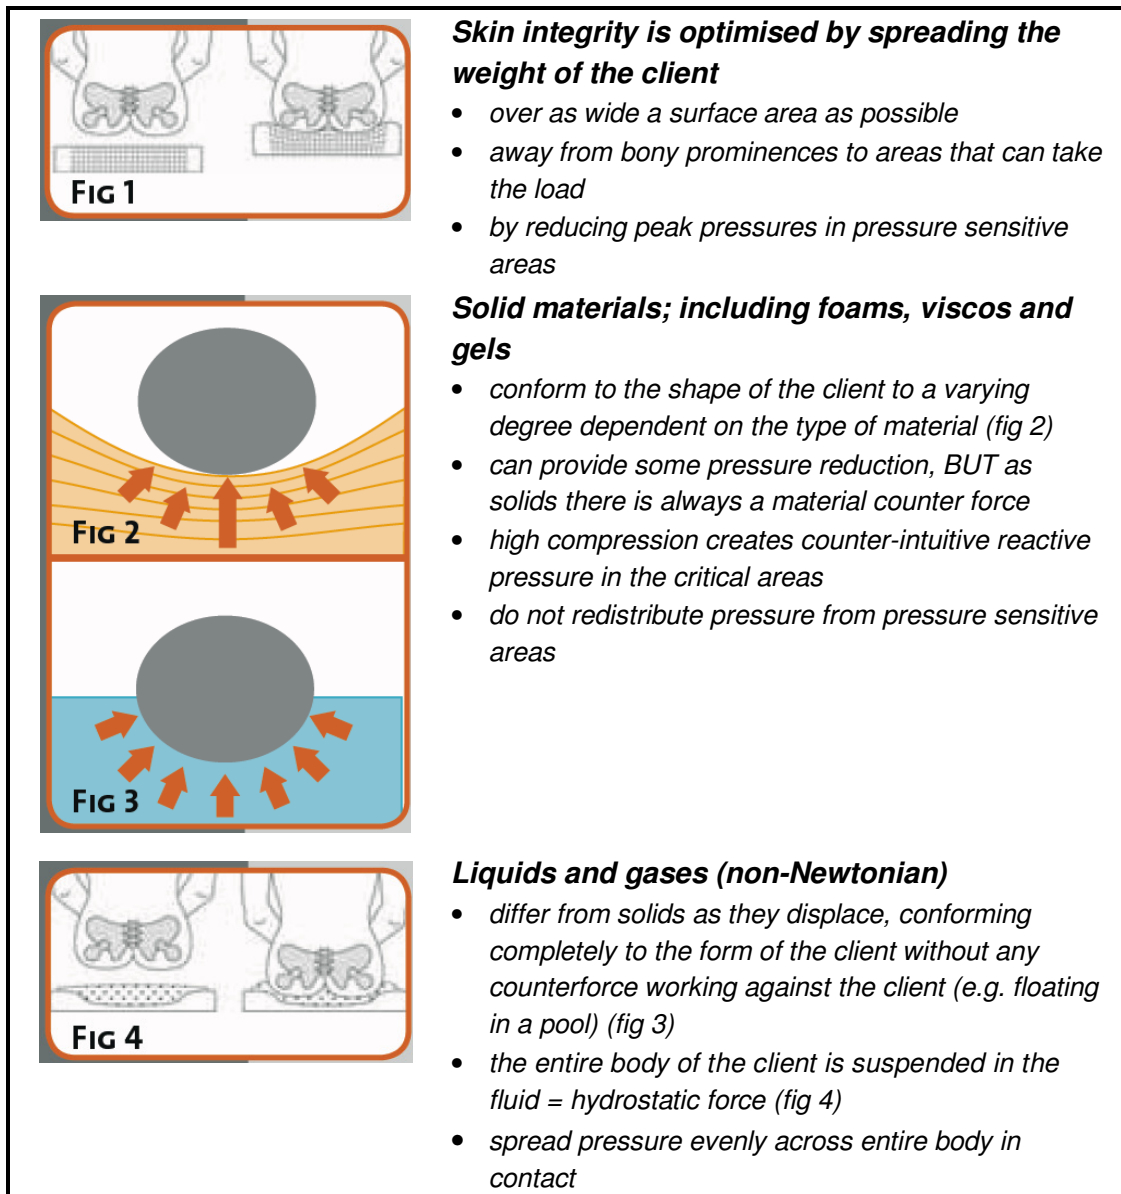 Skin integrity is optimised by spreading the
weight of the client
• over as wide a surface area as possible
• away from bony prominences to areas that can take
the load
• by reducing peak pressures in pressure sensitive
areas
FIG 1
Solid materials; including foams, viscos and
gels
• conform to the shape of the client to a varying
degree dependent on the type of material (fig 2)
• can provide some pressure reduction, BUT as
solids there is always a material counter force
• high compression creates counter-intuitive reactive
pressure in the critical areas
• do not redistribute pressure from pressure sensitive
areas
FIG 2
FIG 3
Liquids and gases (non-Newtonian)
• differ from solids as they displace, conforming
completely to the form of the client without any
counterforce working against the client (e.g. floating
in a pool) (fig 3)
• the entire body of the client is suspended in the
fluid = hydrostatic force (fig 4)
• spread pressure evenly across entire body in
contact
FIG 4